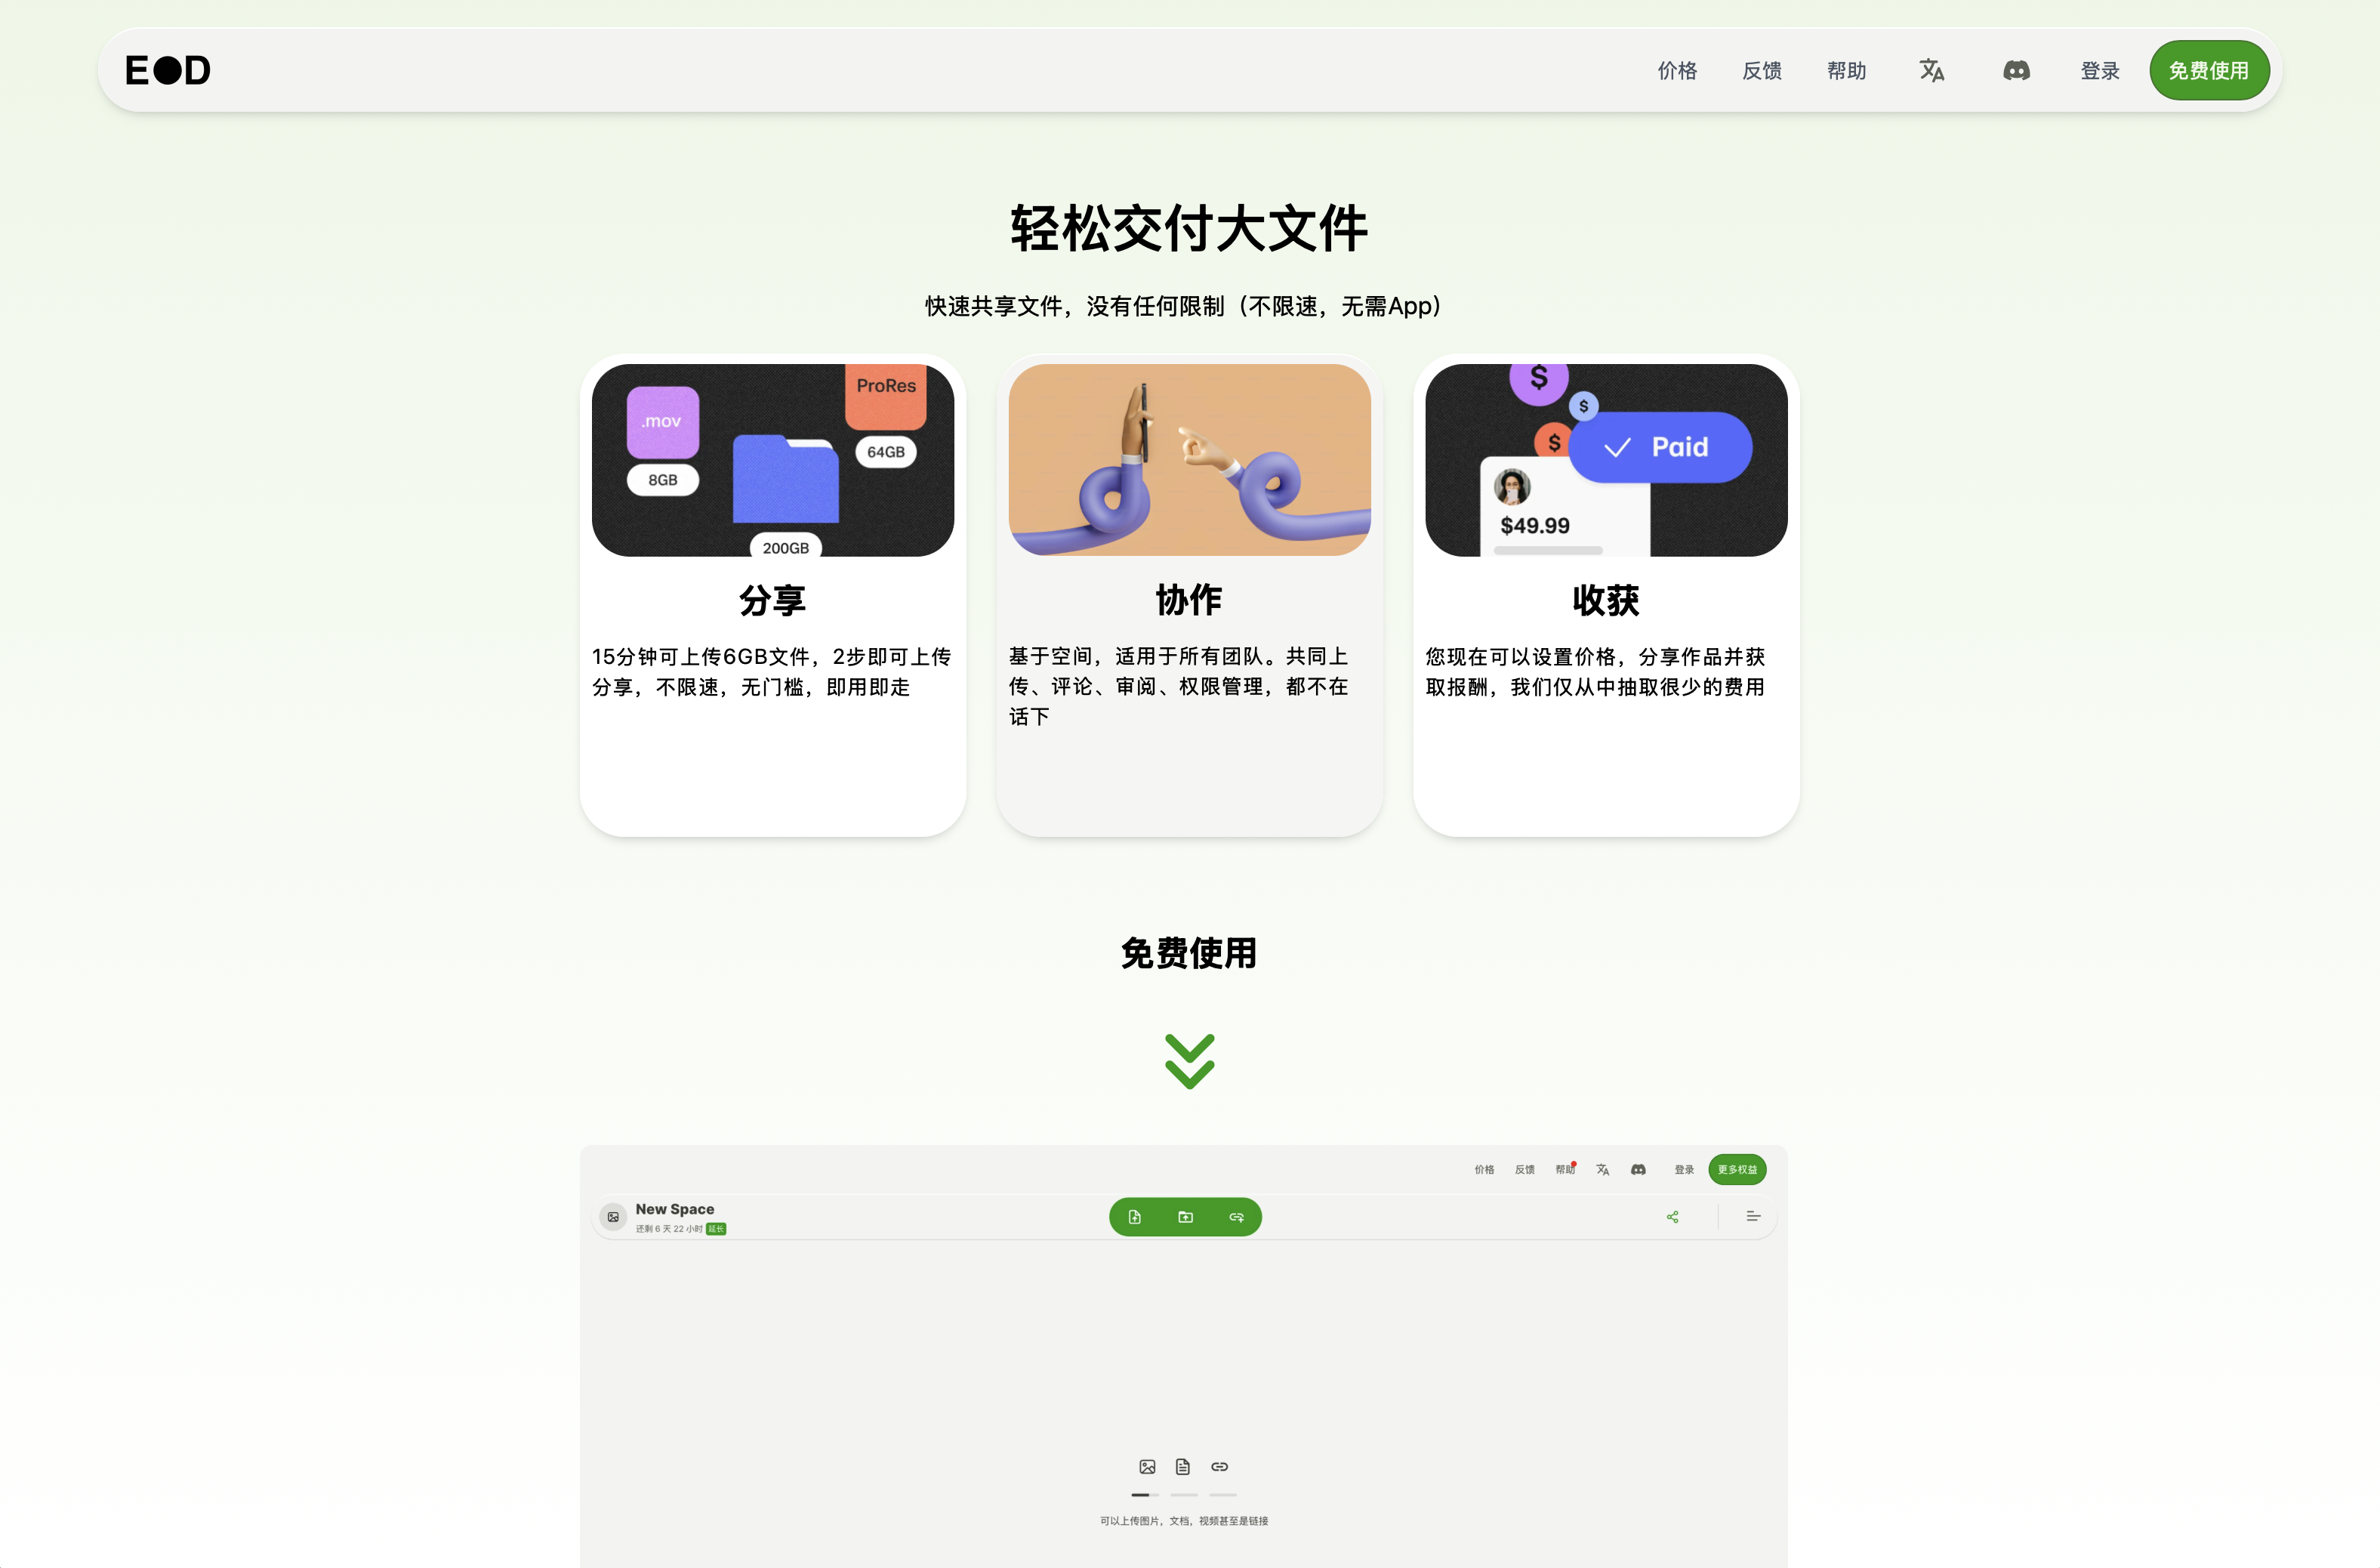 E●D
价格
反馈
帮助
登录
免费使用
轻松交付大文件
快速共享文件，没有任何限制（不限速，无需App）
.mov
8GB
ProRes
64GB
200GB
分享
15分钟可上传6GB文件，2步即可上传
分享，不限速，无门槛，即用即走
协作
基于空间，适用于所有团队。共同上
传、评论、审阅、权限管理，都不在
话下
$
$
$
Paid
$49.99
收获
您现在可以设置价格，分享作品并获
取报酬，我们仅从中抽取很少的费用
免费使用
价格
反馈
帮助
登录
更多权益
New Space
还剩 6 天 22 小时 延长
可以上传图片，文档，视频甚至是链接